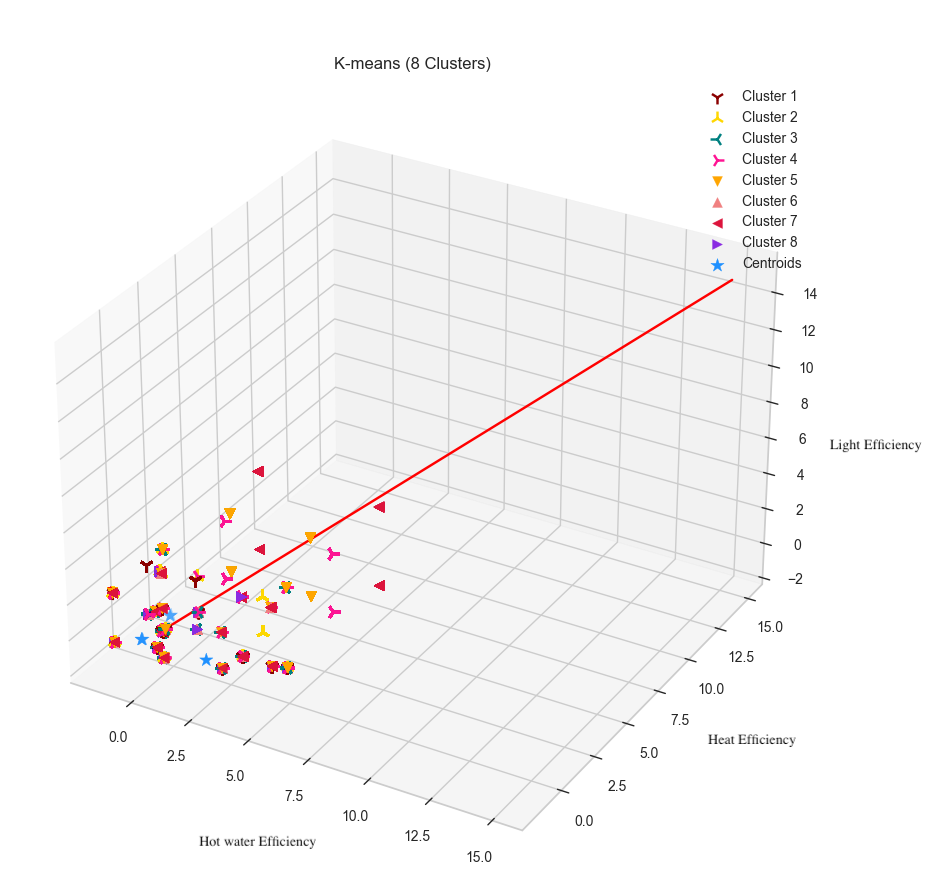 K-means (8 Clusters)
Cluster 1
Cluster 2
Cluster 3
Cluster 4
Cluster 5
Cluster 6
Cluster 7
Cluster 8
Centroids
14
12
10
8
6
4
2
0
−2
Light Efficiency
15.0
12.5
10.0
7.5
5.0
2.5
0.0
Heat Efficiency
0.0
2.5
5.0
7.5
10.0
12.5
15.0
Hot water Efficiency